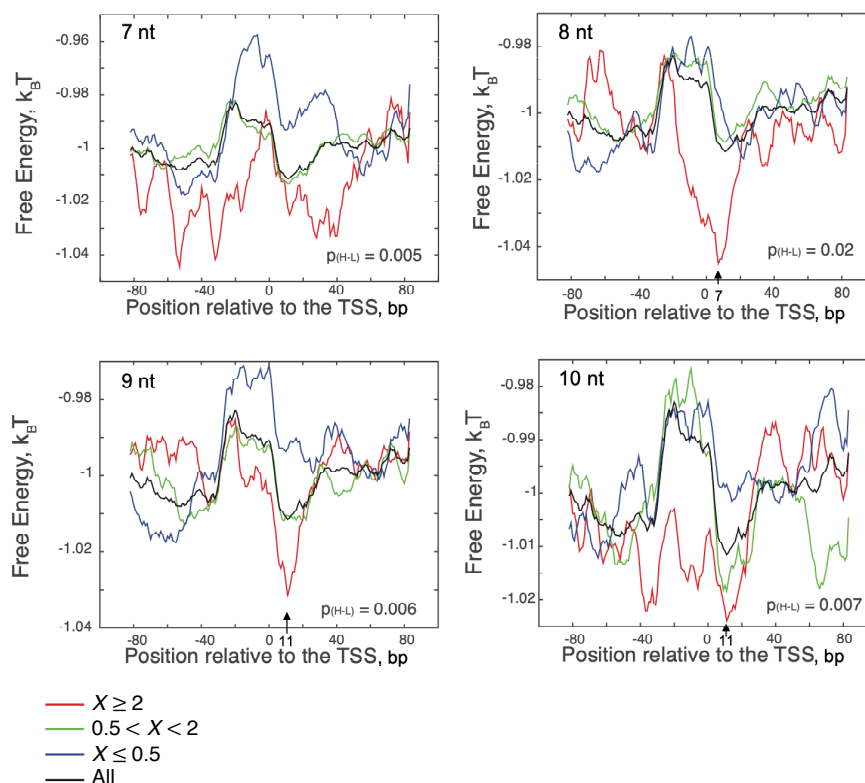 7 nt
-0.96
-0.98
-1
-1.02
-1.04
Free Energy, kBT
p(H-L) = 0.005
-80 -40 0 40 80
Position relative to the TSS, bp
8 nt
-0.98
-1.00
-1.02
-1.04
Free Energy, kBT
p(H-L) = 0.02
-80 -40 0 7 40 80
Position relative to the TSS, bp
9 nt
-0.98
-1
-1.02
-1.04
Free Energy, kBT
p(H-L) = 0.006
-80 -40 0 11 40 80
Position relative to the TSS, bp
10 nt
-0.975
-0.99
-1
-1.01
-1.025
Free Energy, kBT
p(H-L) = 0.007
-80 -40 0 11 40 80
Position relative to the TSS, bp
X ≥ 2
0.5 < X < 2
X ≤ 0.5
All